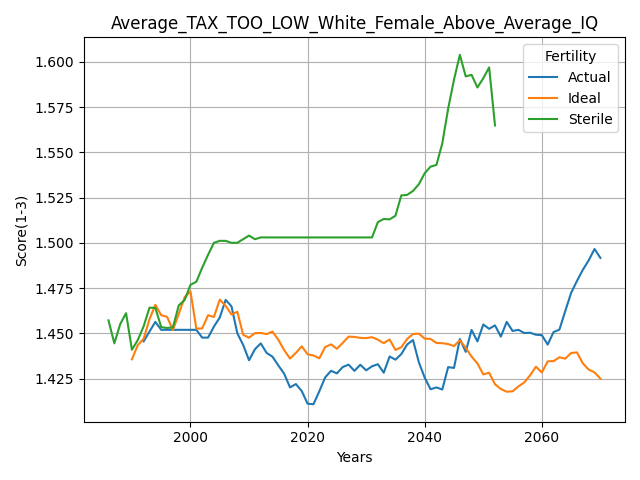 Average_TAX_TOO_LOW_White_Female_Above_Average_IQ
Fertility
Actual
Ideal
Sterile
Score(1-3)
1.600
1.575
1.550
1.525
1.500
1.475
1.450
1.425
2000
2020
2040
2060
Years